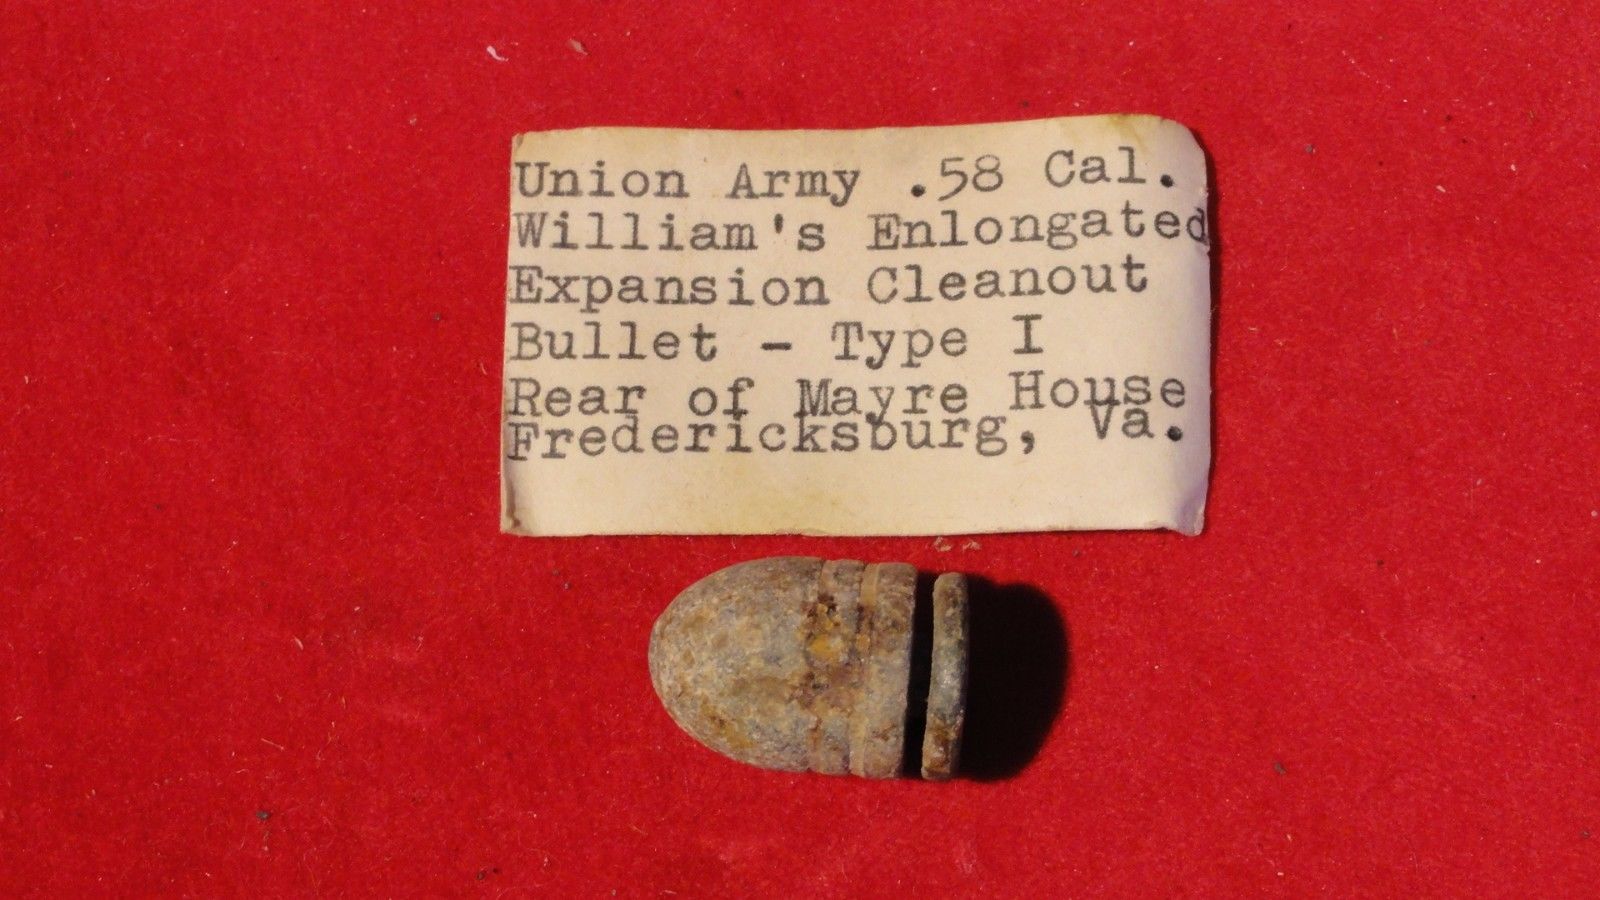 Union Army .58 Cal.
William's Enlongated
Expansion Cleanout
Bullet - Type I
Rear of Mayre House
Fredericksburg, Va.